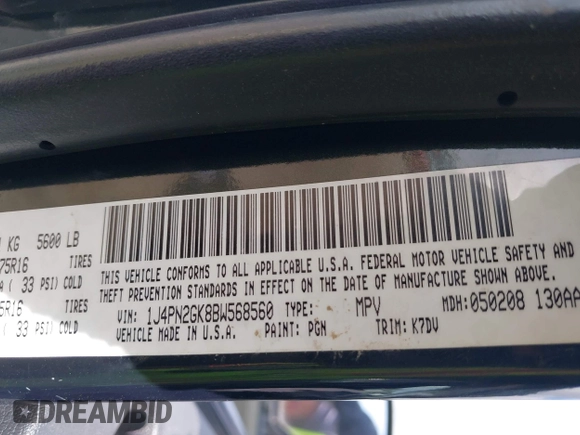 KG 5600 LB
75R16 TIRES
( 33 PSI) COLD
5R16 TIRES
( 33 PSI) COLD
THIS VEHICLE CONFORMS TO ALL APPLICABLE U.S.A. FEDERAL MOTOR VEHICLE SAFETY AND
THEFT PREVENTION STANDARDS IN EFFECT ON THE DATE OF MANUFACTURE SHOWN ABOVE.
VIN: 1J4PN2GK8BW568560 TYPE: MPV MDH:050208 130AA
VEHICLE MADE IN U.S.A. PAINT: PGN TRIM: K7DV
DREAMBID